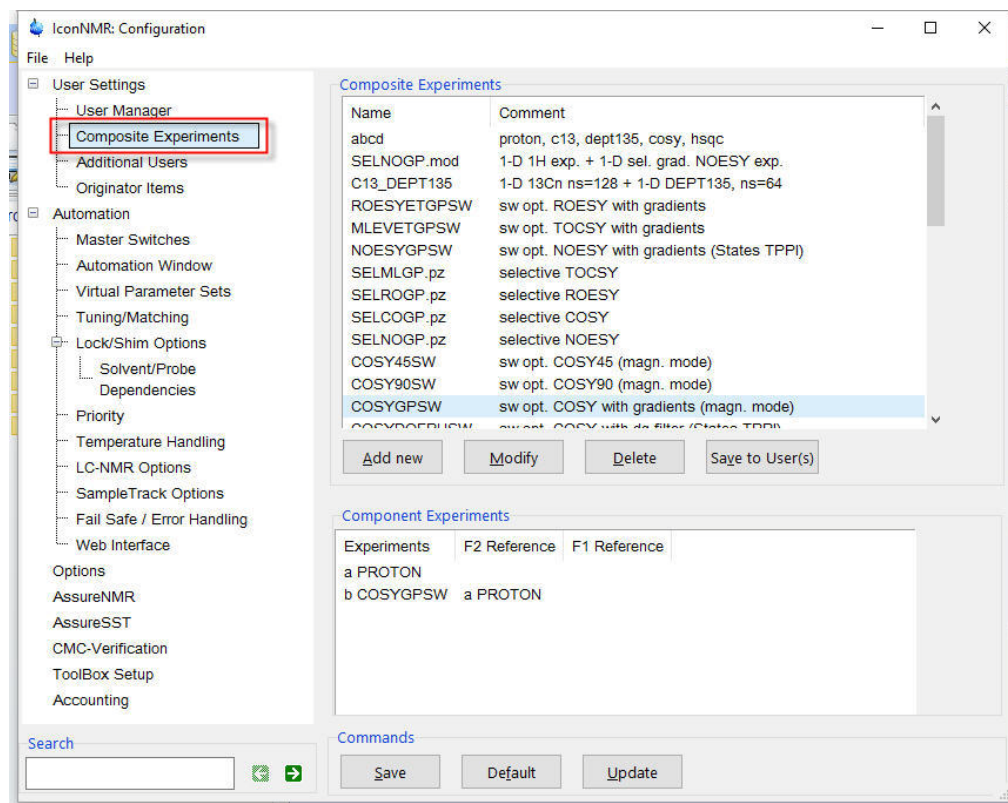 IconNMR: Configuration
File Help
User Settings
User Manager
Composite Experiments
Additional Users
Originator Items
Automation
Master Switches
Automation Window
Virtual Parameter Sets
Tuning/Matching
Lock/Shim Options
Solvent/Probe
Dependencies
Priority
Temperature Handling
LC-NMR Options
SampleTrack Options
Fail Safe / Error Handling
Web Interface
Options
AssureNMR
AssureSST
CMC-Verification
ToolBox Setup
Accounting
Search
Composite Experiments
Name Comment
abcd proton, c13, dept135, cosy, hsqc
SELNOGP.mod 1-D 1H exp. + 1-D sel. grad. NOESY exp.
C13_DEPT135 1-D 13Cn ns=128 + 1-D DEPT135, ns=64
ROESYETGPSW sw opt. ROESY with gradients
MLEVETGPSW sw opt. TOCSY with gradients
NOESYGPSW sw opt. NOESY with gradients (States TPPI)
SELMLGP.pz selective TOCSY
SELROGP.pz selective ROESY
SELCOGP.pz selective COSY
SELNOGP.pz selective NOESY
COSY45SW sw opt. COSY45 (magn. mode)
COSY90SW sw opt. COSY90 (magn. mode)
COSYGPSW sw opt. COSY with gradients (magn. mode)
sw opt. COSY with dq filter (States TPPI)
Add new Modify Delete Save to User(s)
Component Experiments
Experiments F2 Reference F1 Reference
a PROTON
b COSYGPSW a PROTON
Commands
Save Default Update